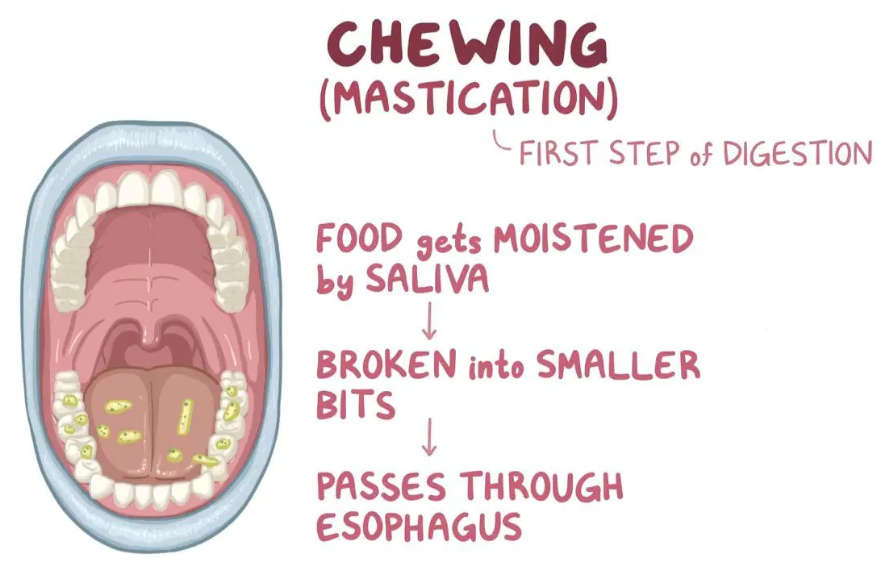 CHEWING
(MASTICATION)
FIRST STEP of DIGESTION
FOOD gets MOISTENED
by SALIVA
BROKEN into SMALLER
BITS
PASSES THROUGH
ESOPHAGUS